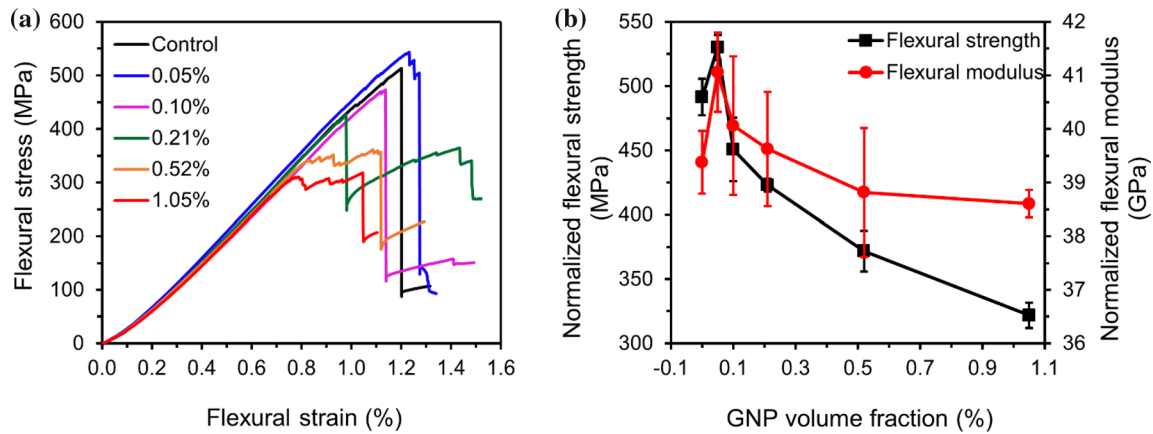 (a)
600
500
400
300
200
100
0
Flexural stress (MPa)
Control
0.05%
0.10%
0.21%
0.52%
1.05%
0.0 0.2 0.4 0.6 0.8 1.0 1.2 1.4 1.6
Flexural strain (%)
(b)
550
500
450
400
350
300
Normalized flexural strength
(MPa)
Flexural strength
Flexural modulus
42
41
40
39
38
37
36
Normalized flexural modulus
(GPa)
-0.1 0.1 0.3 0.5 0.7 0.9 1.1
GNP volume fraction (%)